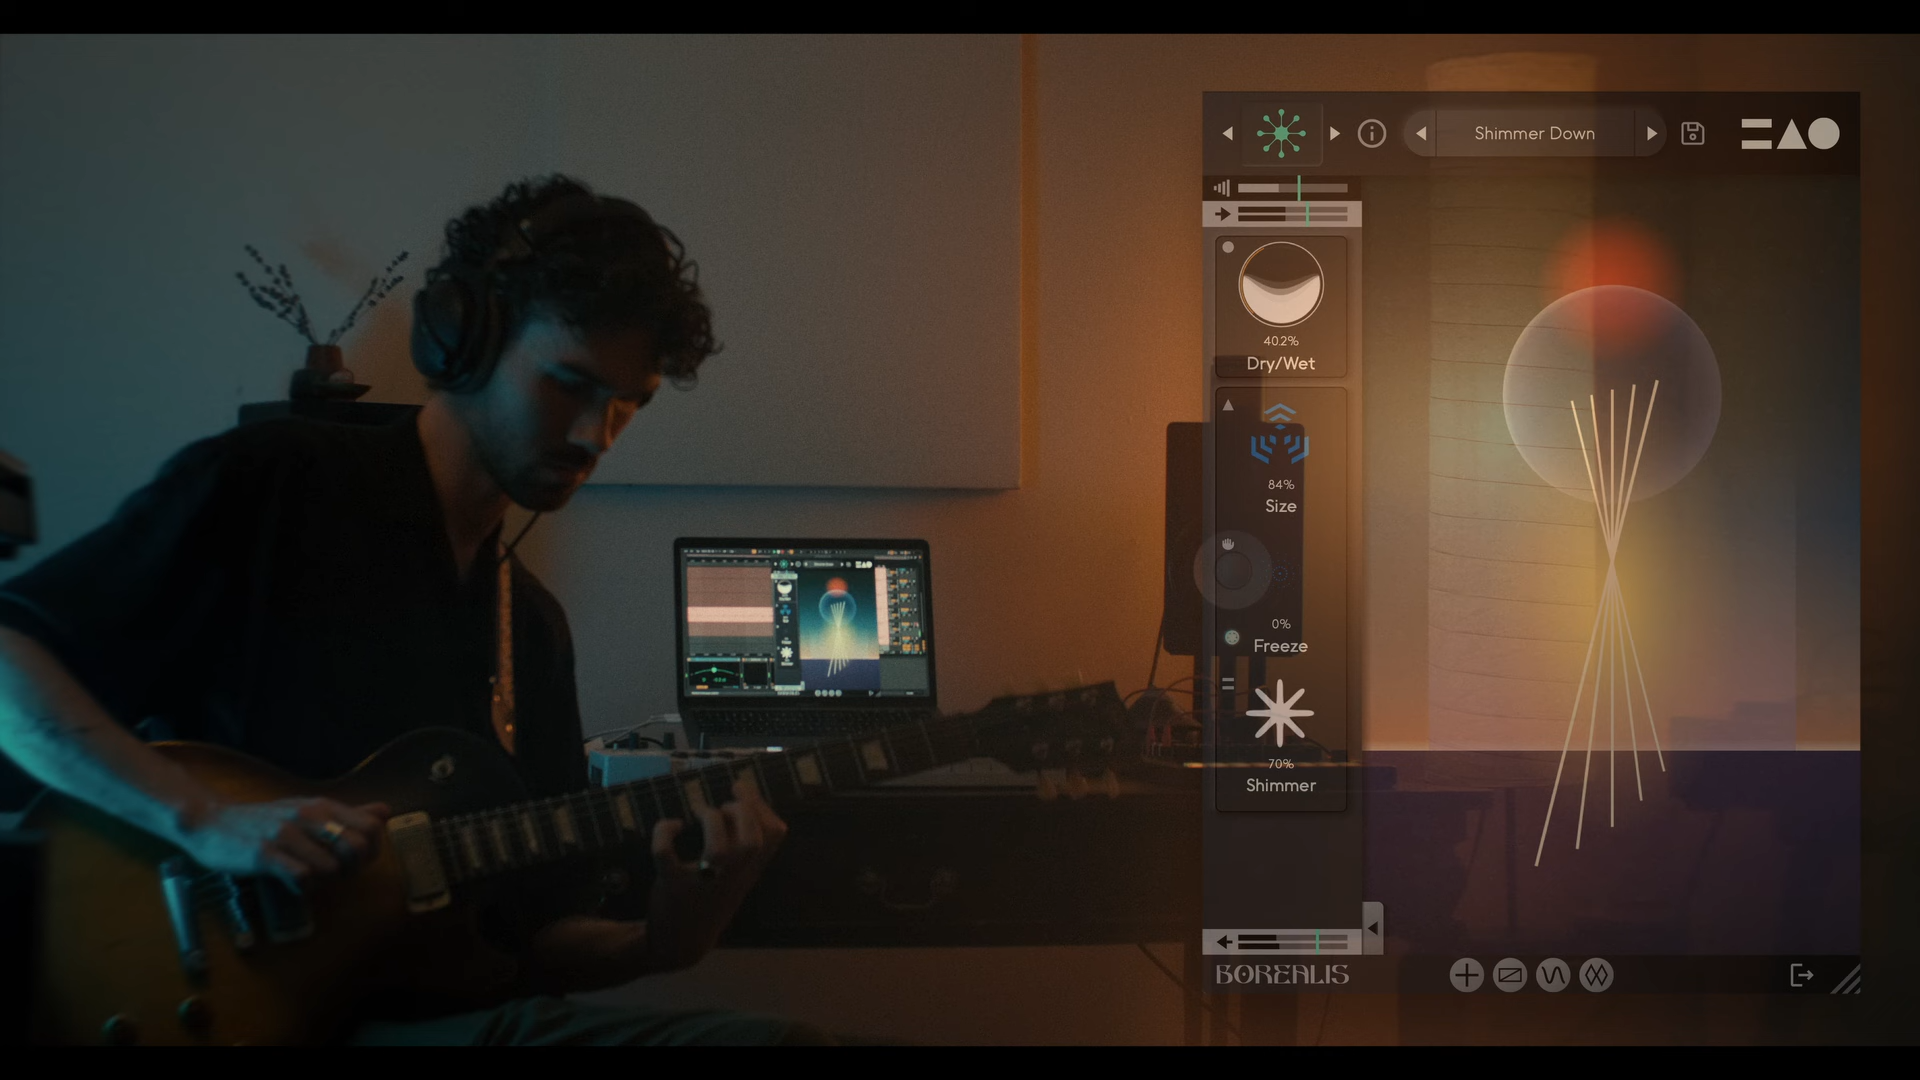 Shimmer Down
40.2%
Dry/Wet
84%
Size
0%
Freeze
70%
Shimmer
BOREALIS